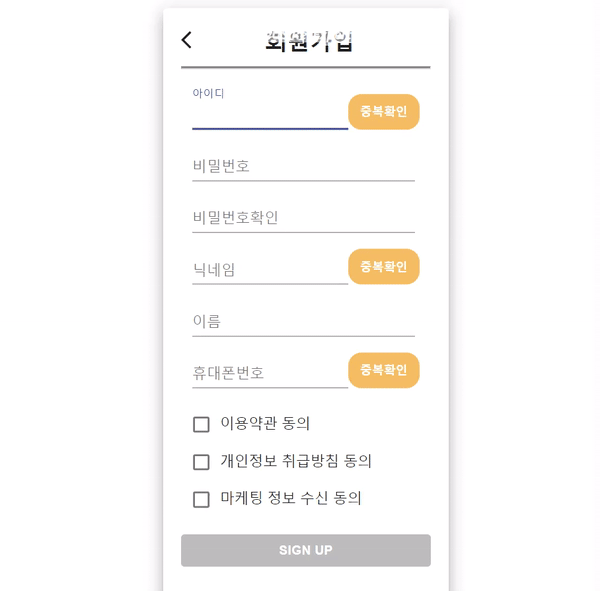 회원가입
아이디
중복확인
비밀번호
비밀번호확인
닉네임
중복확인
이름
휴대폰번호
중복확인
이용약관 동의
개인정보 취급방침 동의
마케팅 정보 수신 동의
SIGN UP